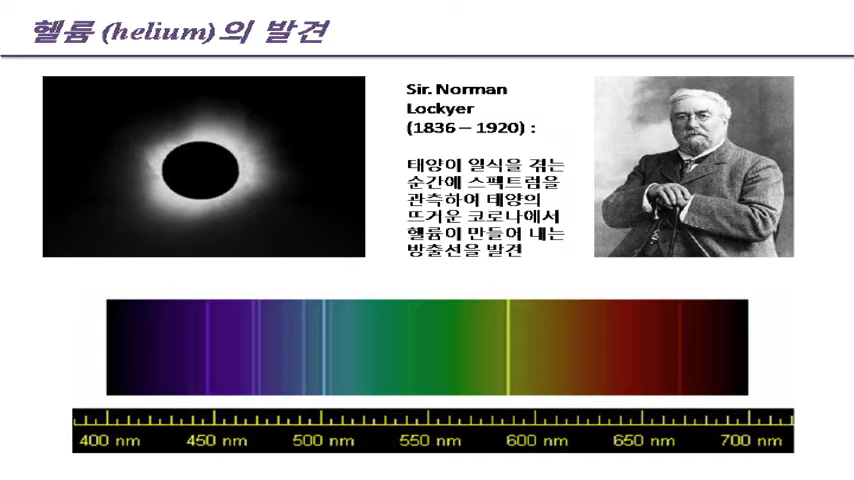 헬륨 (helium)의 발견
Sir. Norman
Lockyer
(1836 – 1920) :
태양이 일식을 겪는
순간에 스펙트럼을
관측하여 태양의
뜨거운 코로나에서
헬륨이 만들어 내는
방출선을 발견
400 nm 450 nm 500 nm 550 nm 600 nm 650 nm 700 nm